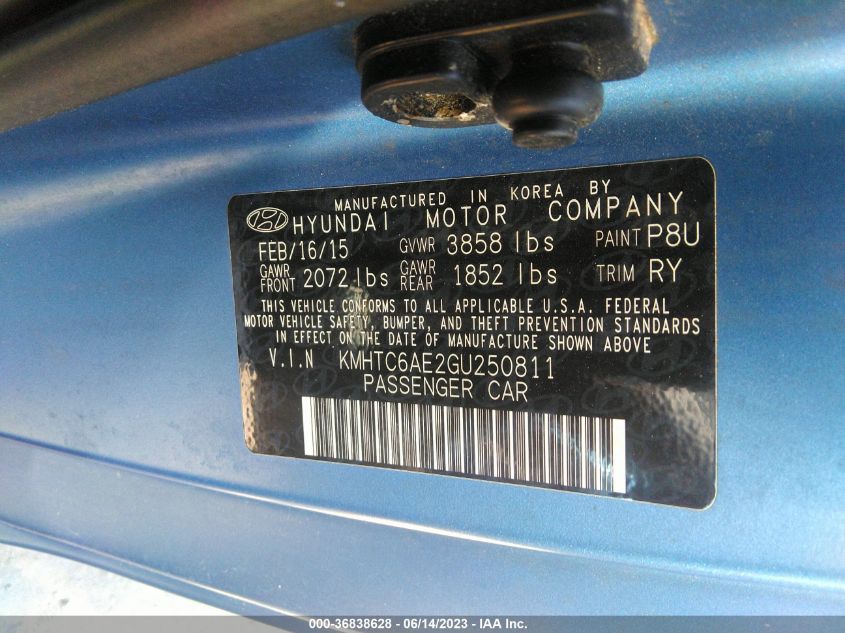 MANUFACTURED IN KOREA BY
HYUNDAI MOTOR COMPANY
FEB/16/15 GVWR 3858 lbs PAINT P8U
GAWR FRONT 2072 lbs GAWR REAR 1852 lbs TRIM RY
THIS VEHICLE CONFORMS TO ALL APPLICABLE U.S.A. FEDERAL
MOTOR VEHICLE SAFETY, BUMPER, AND THEFT PREVENTION STANDARDS
IN EFFECT ON THE DATE OF MANUFACTURE SHOWN ABOVE
V.I.N KMHTC6AE2GU250811
PASSENGER CAR
000-36838628 - 06/14/2023 - IAA Inc.